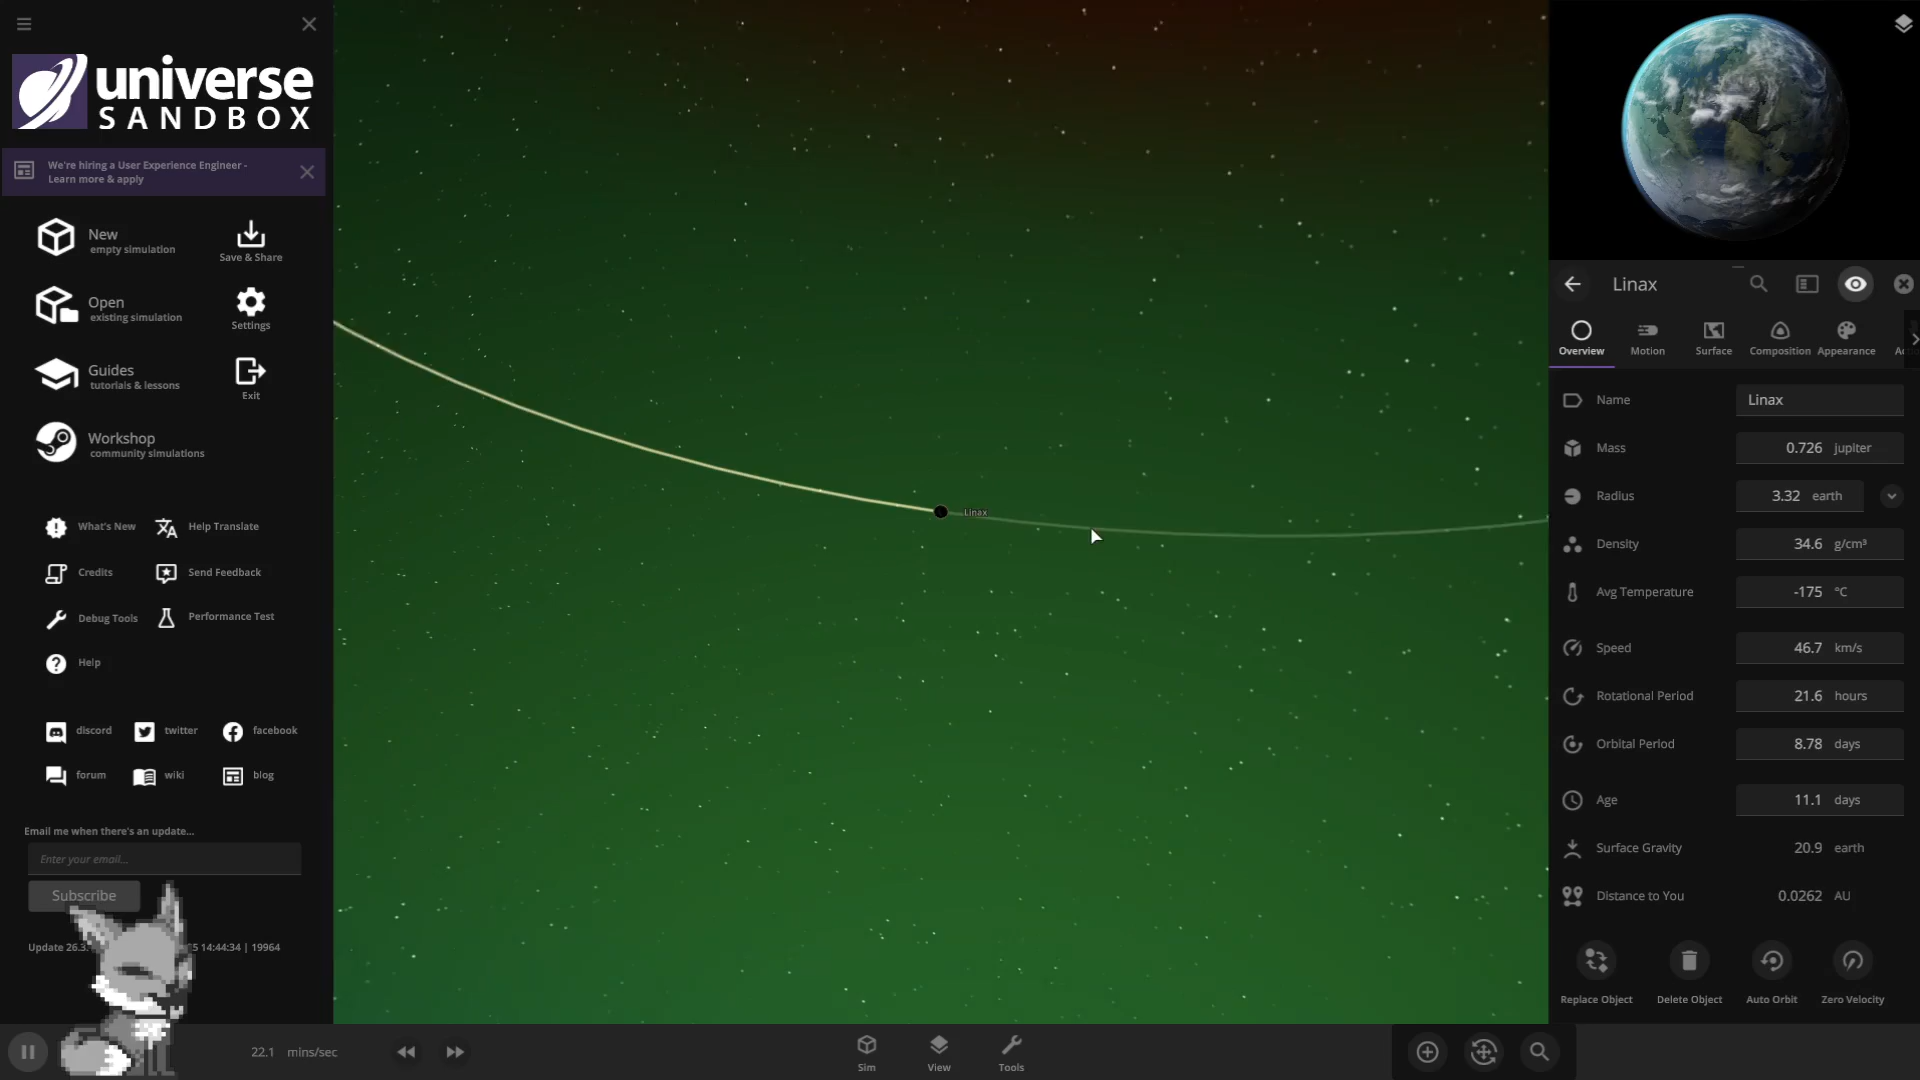 universe
SANDBOX
We're hiring a User Experience Engineer -
Learn more & apply
New
empty simulation
Save & Share
Open
existing simulation
Settings
Guides
tutorials & lessons
Exit
Workshop
community simulations
What's New
Help Translate
Credits
Send Feedback
Debug Tools
Performance Test
Help
discord
twitter
facebook
forum
wiki
blog
Email me when there's an update...
Enter your email...
Subscribe
Update 26.3. 14:44:34 | 19964
22.1 mins/sec
Linax
Sim
View
Tools
Linax
Overview
Motion
Surface
Composition
Appearance
Name Linax
Mass 0.726 jupiter
Radius 3.32 earth
Density 34.6 g/cm³
Avg Temperature -175 °C
Speed 46.7 km/s
Rotational Period 21.6 hours
Orbital Period 8.78 days
Age 11.1 days
Surface Gravity 20.9 earth
Distance to You 0.0262 AU
Replace Object
Delete Object
Auto Orbit
Zero Velocity